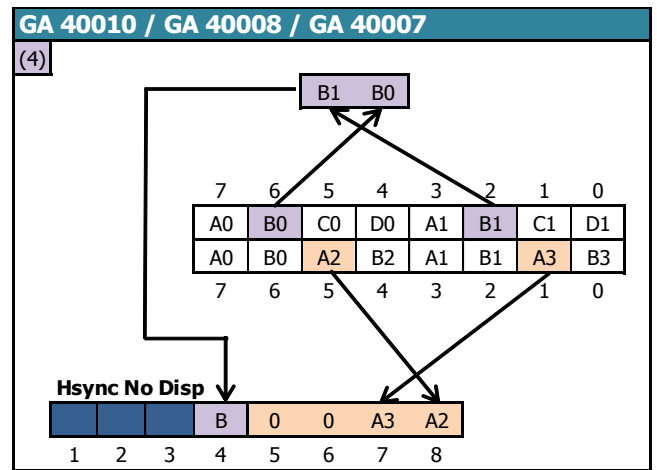 GA 40010 / GA 40008 / GA 40007
(4)
B1 B0
7 6 5 4 3 2 1 0
A0 B0 C0 D0 A1 B1 C1 D1
A0 B0 A2 B2 A1 B1 A3 B3
7 6 5 4 3 2 1 0
Hsync No Disp
B 0 0 A3 A2
1 2 3 4 5 6 7 8